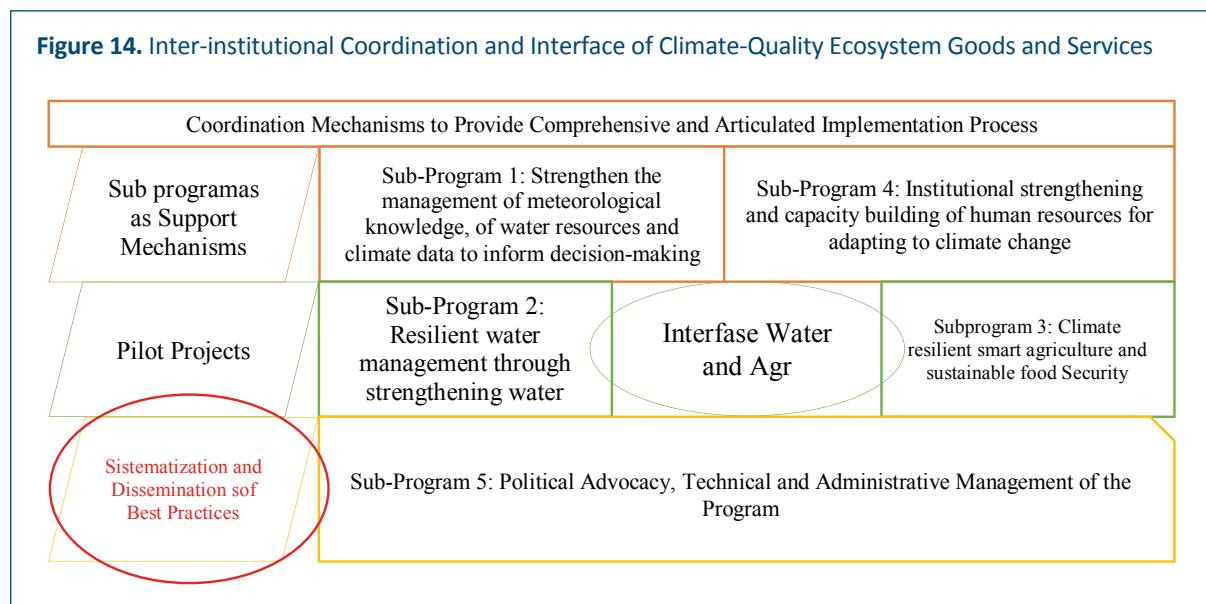 Figure 14. Inter-institutional Coordination and Interface of Climate-Quality Ecosystem Goods and Services
Coordination Mechanisms to Provide Comprehensive and Articulated Implementation Process
Sub programas
as Support
Mechanisms
Sub-Program 1: Strengthen the
management of meteorological
knowledge, of water resources and
climate data to inform decision-making
Sub-Program 4: Institutional strengthening
and capacity building of human resources for
adapting to climate change
Pilot Projects
Sub-Program 2:
Resilient water
management through
strengthening water
Interfase Water
and Agr
Subprogram 3: Climate
resilient smart agriculture and
sustainable food Security
Sistematization and
Dissemination sof
Best Practices
Sub-Program 5: Political Advocacy, Technical and Administrative Management of the
Program